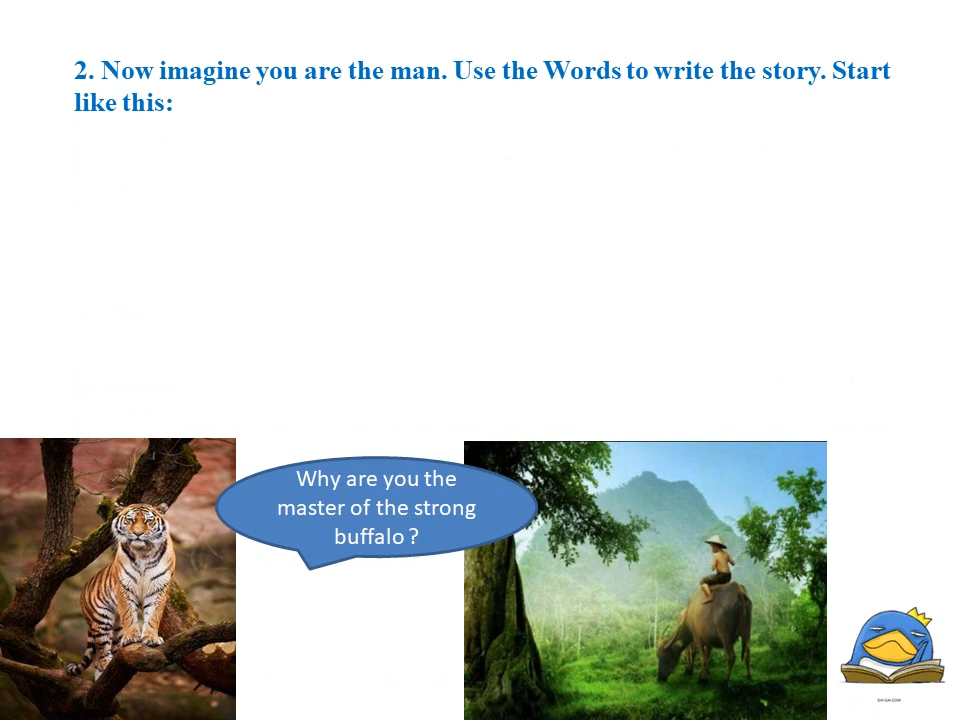 2. Now imagine you are the man. Use the Words to write the story. Start
like this:
Why are you the
master of the strong
buffalo ?